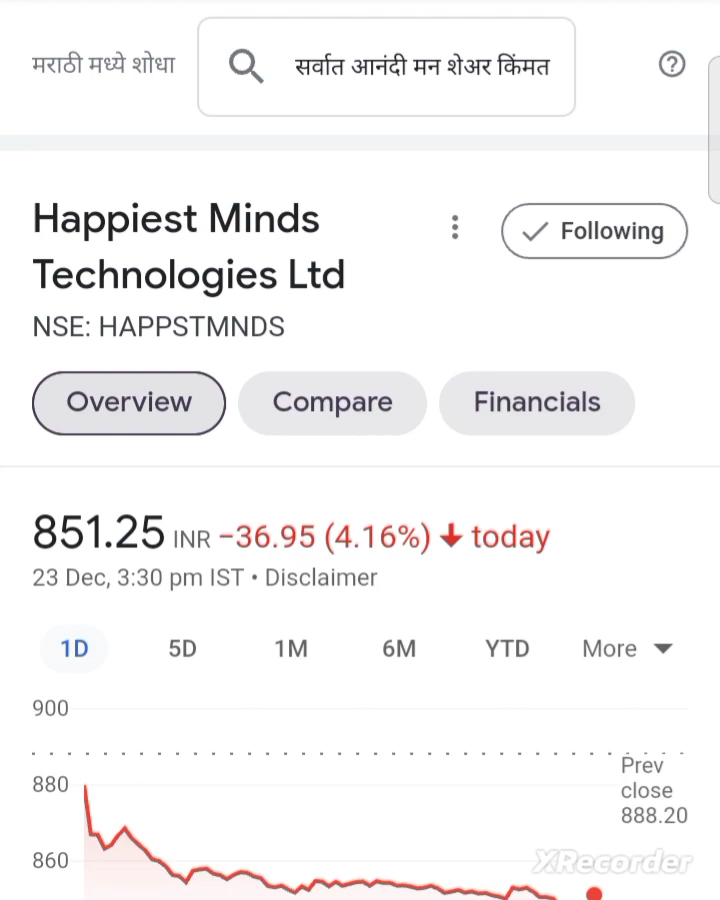 मराठी मध्ये शोधा
सर्वात आनंदी मन शेअर किंमत
Happiest Minds
Technologies Ltd
Following
NSE: HAPPSTMNDS
Overview
Compare
Financials
851.25 INR −36.95 (4.16%) ↓ today
23 Dec, 3:30 pm IST • Disclaimer
1D 5D 1M 6M YTD More
900
Prev
close
888.20
880
860
XRecorder